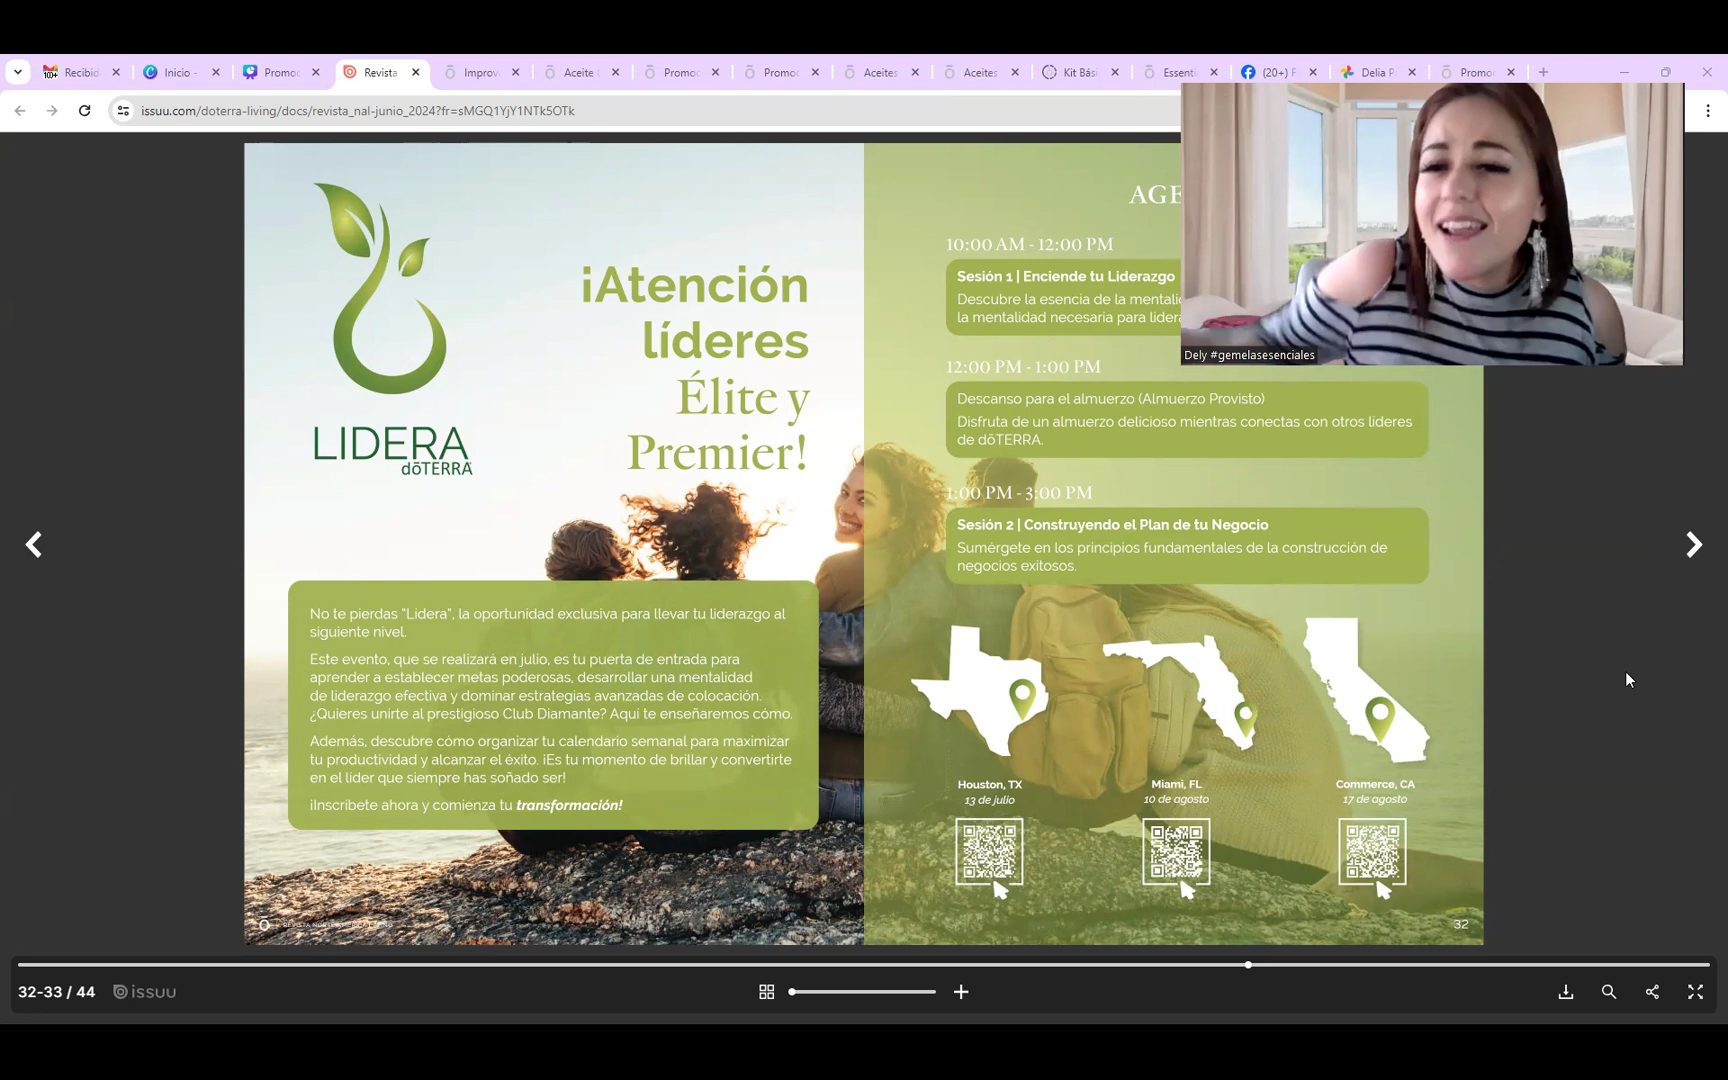 Recibid
Inicio -
Promoc
Revista
Improv
Aceite
Promoc
Promoc
Aceites
Aceites
Kit Bási
Essenti
(20+) F
Delia P
Promo
issuu.com/doterra-living/docs/revista_nal-junio_2024?fr=sMGQ1YjY1NTk5OTk
LIDERA
dōTERRA
¡Atención
líderes
Élite y
Premier!
No te pierdas "Lidera", la oportunidad exclusiva para llevar tu liderazgo al
siguiente nivel.
Este evento, que se realizará en julio, es tu puerta de entrada para
aprender a establecer metas poderosas, desarrollar una mentalidad
de liderazgo efectiva y dominar estrategias avanzadas de colocación.
¿Quieres unirte al prestigioso Club Diamante? Aquí te enseñaremos cómo.
Además, descubre cómo organizar tu calendario semanal para maximizar
tu productividad y alcanzar el éxito. ¡Es tu momento de brillar y convertirte
en el líder que siempre has soñado ser!
¡Inscríbete ahora y comienza tu transformación!
AGE
10:00 AM - 12:00 PM
Sesión 1 | Enciende tu Liderazgo
Descubre la esencia de la mentalid
la mentalidad necesaria para lidera
Dely #gemelasesenciales
12:00 PM - 1:00 PM
Descanso para el almuerzo (Almuerzo Provisto)
Disfruta de un almuerzo delicioso mientras conectas con otros líderes
de dōTERRA.
1:00 PM - 3:00 PM
Sesión 2 | Construyendo el Plan de tu Negocio
Sumérgete en los principios fundamentales de la construcción de
negocios exitosos.
Houston, TX
13 de julio
Miami, FL
10 de agosto
Commerce, CA
17 de agosto
32
32-33 / 44
issuu